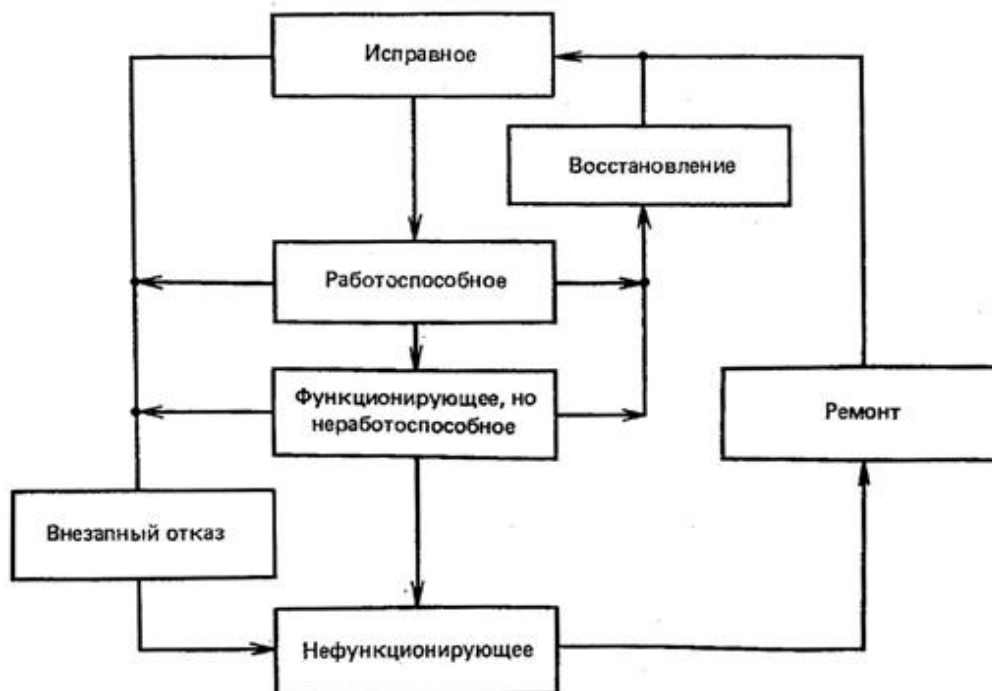 Исправное
Восстановление
Работоспособное
Функционирующее, но
неработоспособное
Ремонт
Внезапный отказ
Нефункционирующее